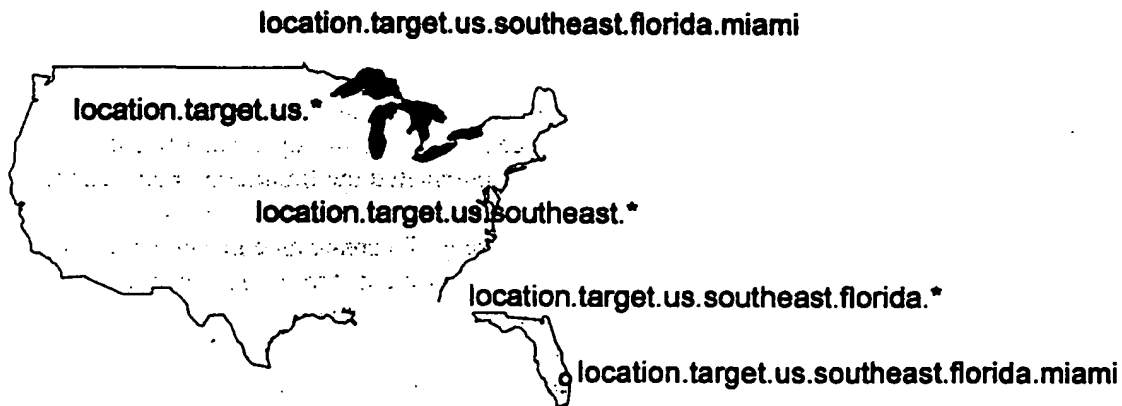 location.target.us.southeast.florida.miami
location.target.us.*
location.target.us.southeast.*
location.target.us.southeast.florida.*
location.target.us.southeast.florida.miami